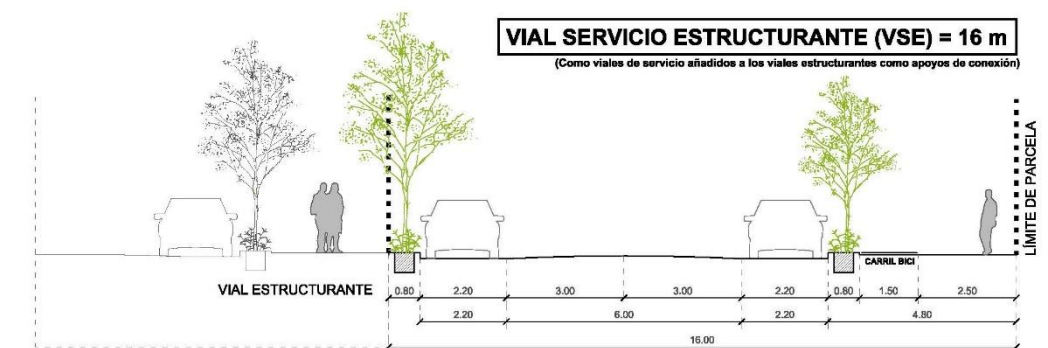 VIAL SERVICIO ESTRUCTURANTE (VSE) = 16 m
(Como viales de servicio añadidos a los viales estructurantes como apoyos de conexión)
LÍMITE DE PARCELA
CARRIL BICI
VIAL ESTRUCTURANTE
0.80 2.20 3.00 3.00 2.20 0.80 1.50 2.50
2.20 6.00 2.20 4.80
16.00